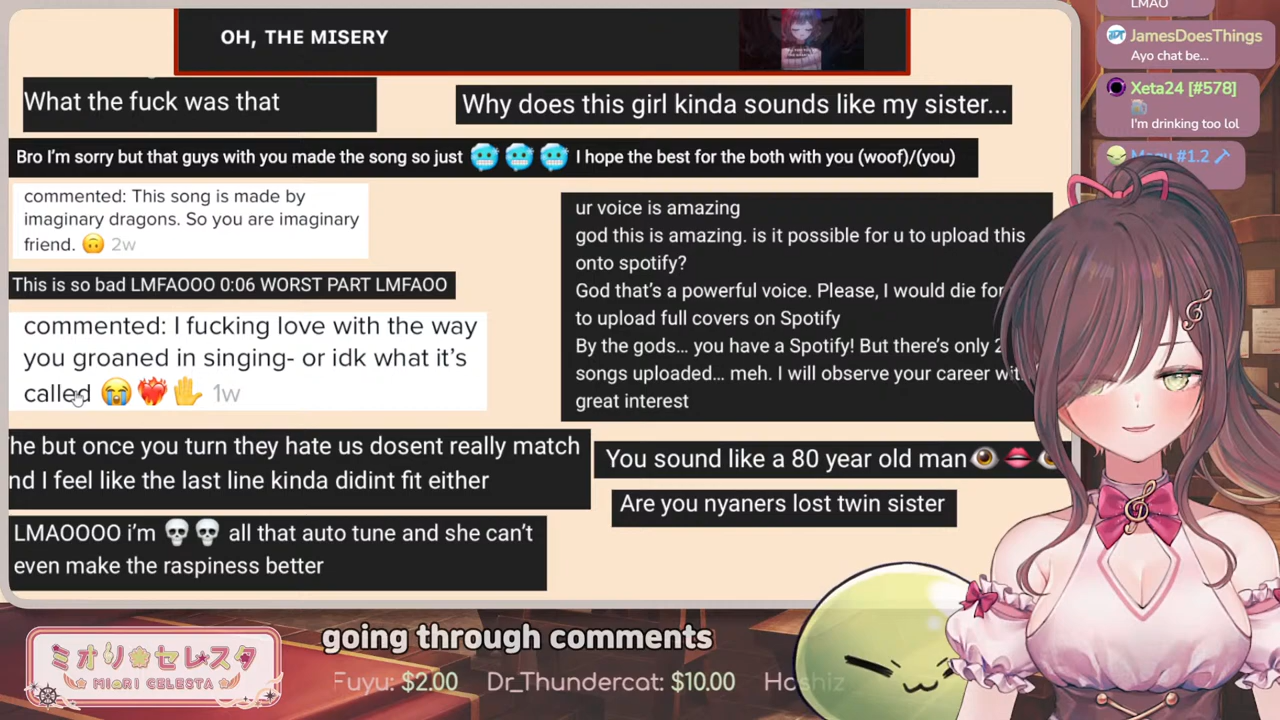 OH, THE MISERY
LMAO
JamesDoesThings
Ayo chat be...
Xeta24 [#578]
I'm drinking too lol
#1.2
What the fuck was that
Why does this girl kinda sounds like my sister...
Bro I'm sorry but that guys with you made the song so just 🥶 🥶 🥶 I hope the best for the both with you (woof)/(you)
commented: This song is made by
imaginary dragons. So you are imaginary
friend. 🙃 2w
This is so bad LMFAOOO 0:06 WORST PART LMFAOO
commented: I fucking love with the way
you groaned in singing- or idk what it's
called 😭 ❤️‍🔥 ✋ 1w
ur voice is amazing
god this is amazing. is it possible for u to upload this
onto spotify?
God that's a powerful voice. Please, I would die for
to upload full covers on Spotify
By the gods... you have a Spotify! But there's only 2
songs uploaded... meh. I will observe your career
great interest
he but once you turn they hate us dosent really match
nd I feel like the last line kinda didint fit either
You sound like a 80 year old man👁👄👁
Are you nyaners lost twin sister
LMAOOOO i'm 💀💀 all that auto tune and she can't
even make the raspiness better
going through comments
ミオリ セレスタ
MIORI CELESTA
Fuyu: $2.00 Dr_Thundercat: $10.00 Hoshiz